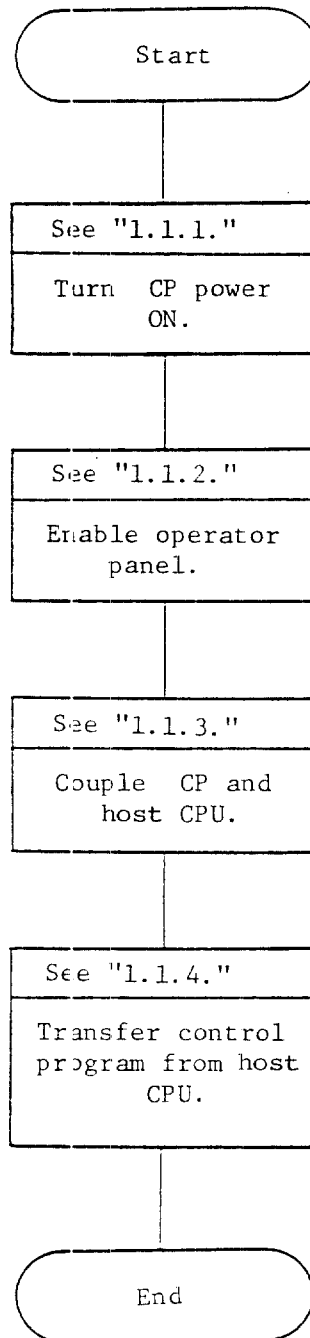 Start
See "1.1.1."
Turn CP power
ON.
See "1.1.2."
Enable operator
panel.
See "1.1.3."
Couple CP and
host CPU.
See "1.1.4."
Transfer control
program from host
CPU.
End